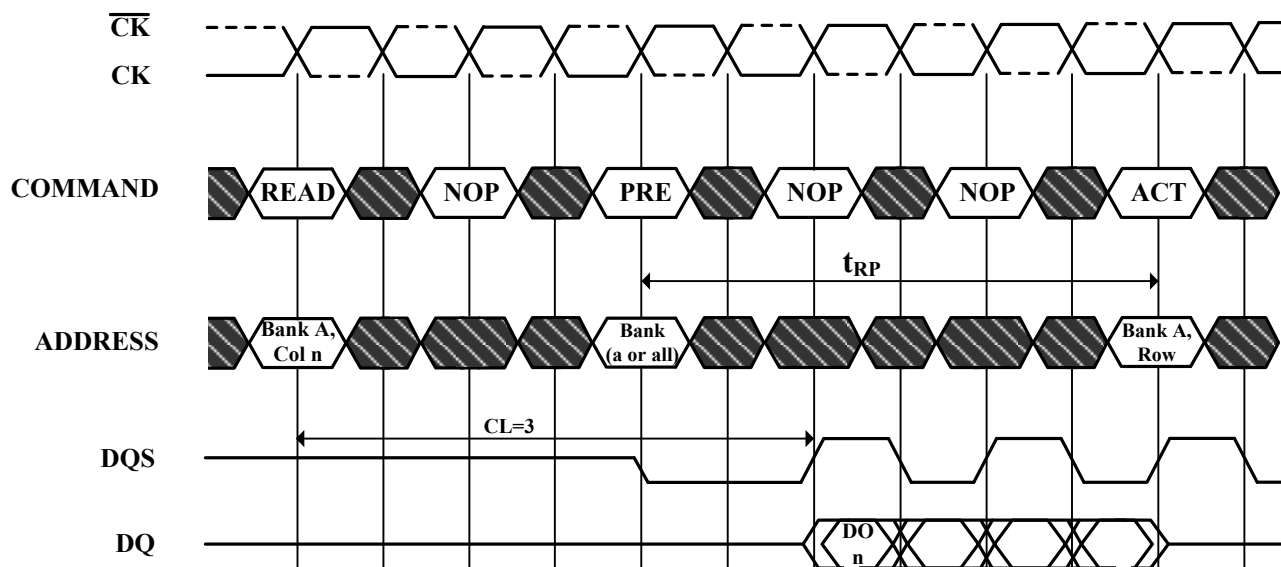 C̅K̅
CK
COMMAND
READ
NOP
PRE
NOP
NOP
ACT
tRP
ADDRESS
Bank A,
Col n
Bank
(a or all)
Bank A,
Row
CL=3
DQS
DQ
DO
n